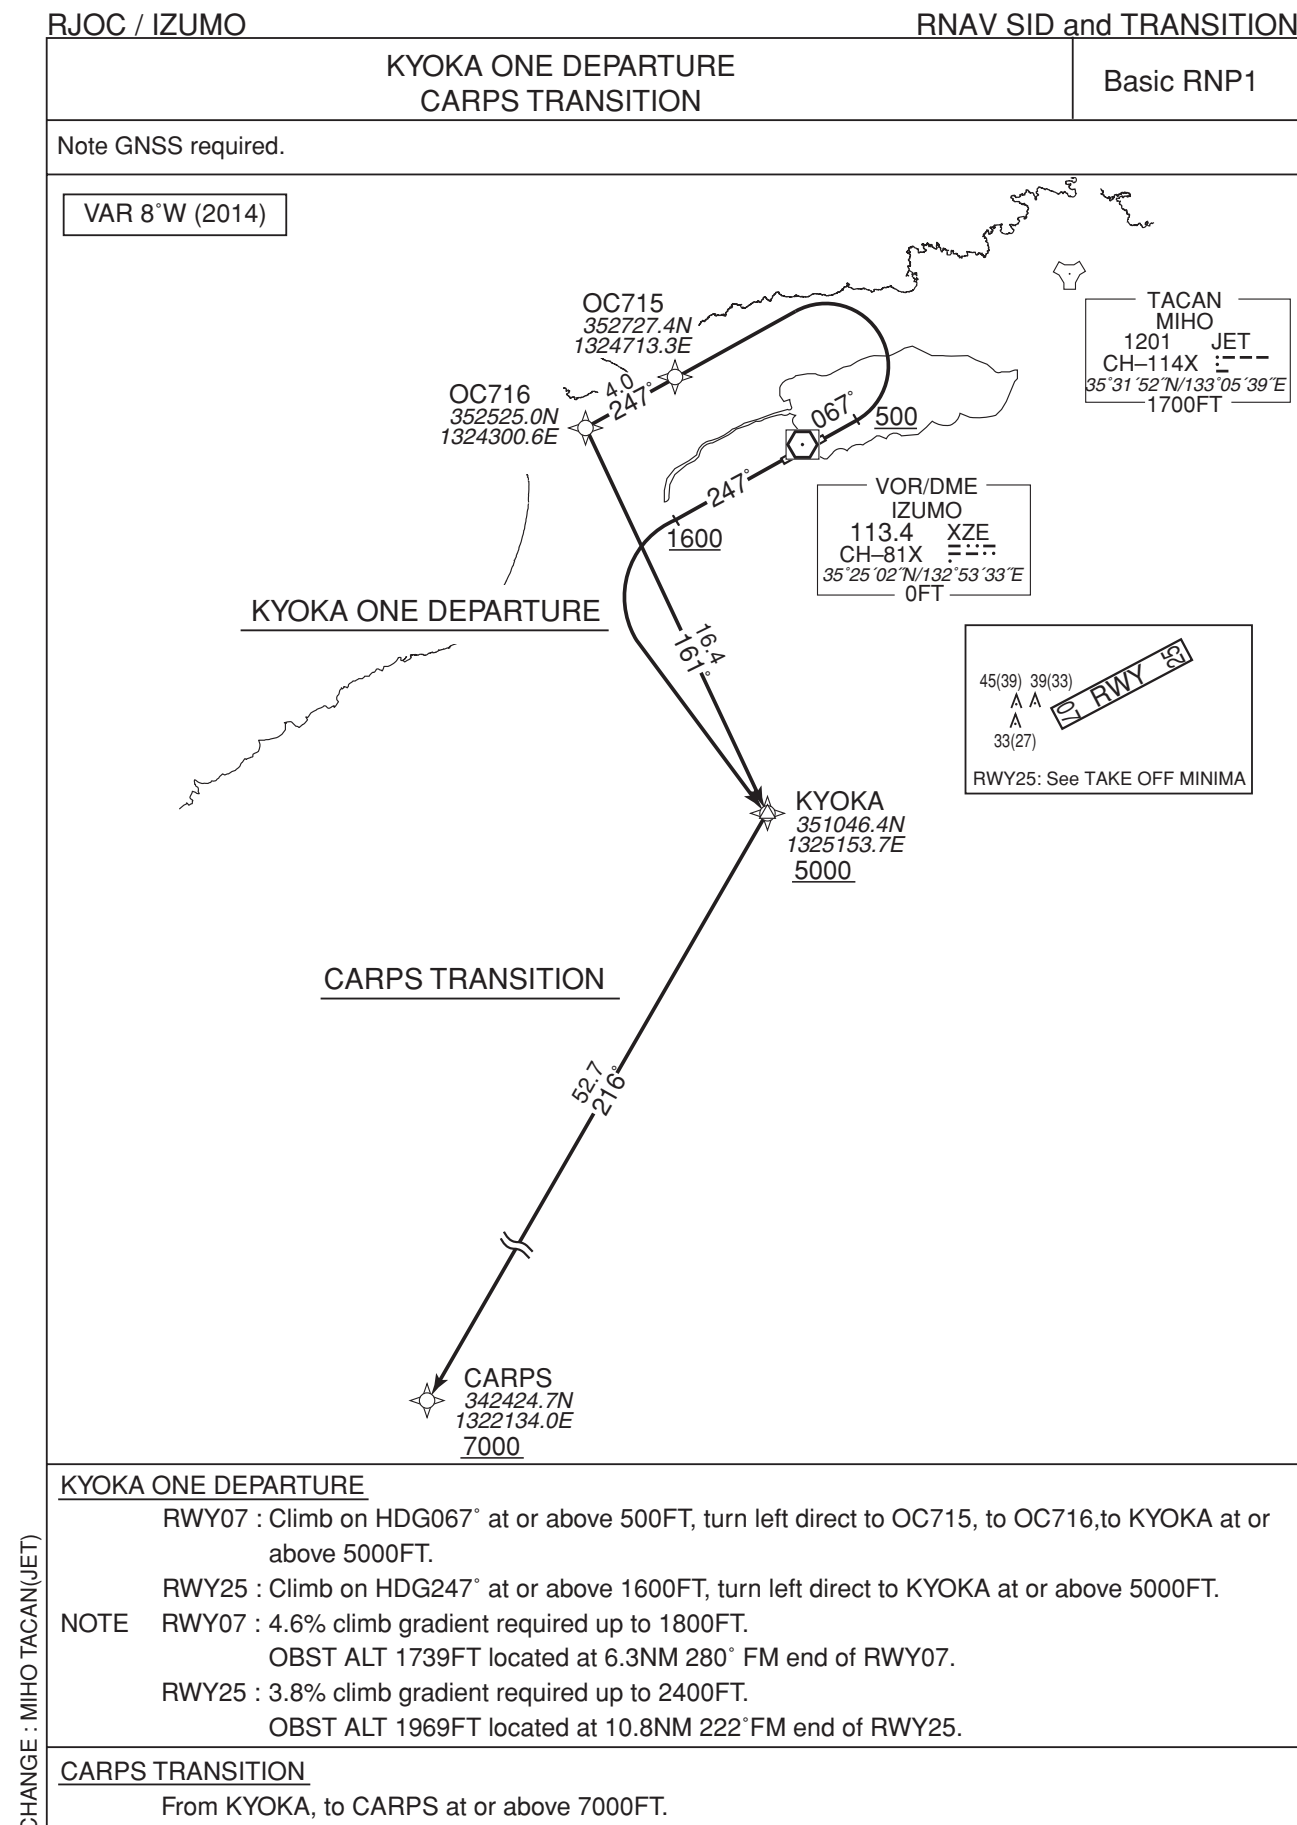 RJOC / IZUMO
RNAV SID and TRANSITION
KYOKA ONE DEPARTURE
CARPS TRANSITION
Basic RNP1
Note GNSS required.
VAR 8˚W (2014)
OC715
352727.4N
1324713.3E
TACAN
MIHO
1201 JET
CH–114X
35˚31´52˝N/133˚05´39˝E
1700FT
OC716
352525.0N
1324300.6E
4.0
247˚
067˚
500
247˚
1600
VOR/DME
IZUMO
113.4 XZE
CH–81X
35˚25´02˝N/132˚53´33˝E
0FT
KYOKA ONE DEPARTURE
16.4
161˚
45(39) 39(33)
33(27)
07 RWY 25
RWY25: See TAKE OFF MINIMA
KYOKA
351046.4N
1325153.7E
5000
CARPS TRANSITION
52.7
216˚
CARPS
342424.7N
1322134.0E
7000
KYOKA ONE DEPARTURE
RWY07 : Climb on HDG067˚ at or above 500FT, turn left direct to OC715, to OC716,to KYOKA at or
above 5000FT.
RWY25 : Climb on HDG247˚ at or above 1600FT, turn left direct to KYOKA at or above 5000FT.
NOTE RWY07 : 4.6% climb gradient required up to 1800FT.
OBST ALT 1739FT located at 6.3NM 280˚ FM end of RWY07.
RWY25 : 3.8% climb gradient required up to 2400FT.
OBST ALT 1969FT located at 10.8NM 222˚FM end of RWY25.
CARPS TRANSITION
From KYOKA, to CARPS at or above 7000FT.
CHANGE : MIHO TACAN(JET)